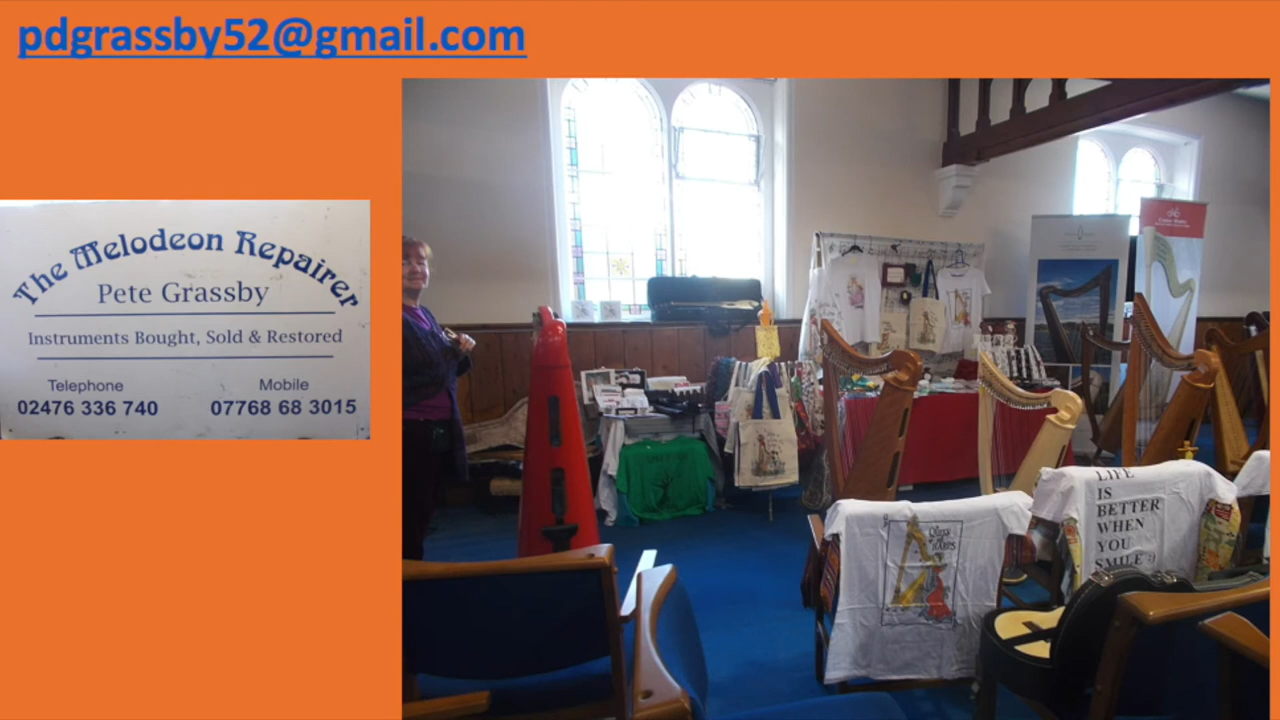 pdgrassby52@gmail.com
The Melodeon Repairer
Pete Grassby
Instruments Bought, Sold & Restored
Telephone
Mobile
02476 336 740
07768 68 3015
LIFE
IS
BETTER
WHEN
YOU
SMILE :)